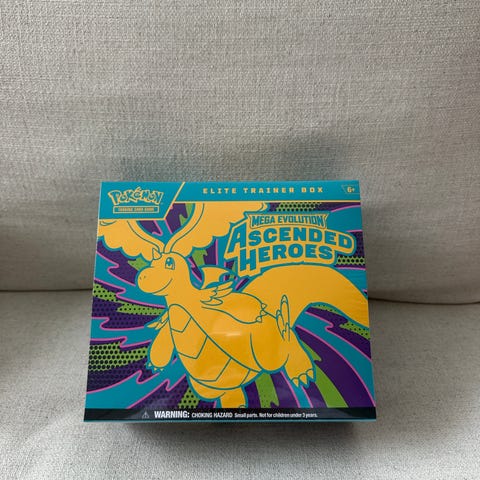 Pokémon
TRADING CARD GAME
ELITE TRAINER BOX
6+
MEGA EVOLUTION
ASCENDED
HEROES
WARNING: CHOKING HAZARD Small parts. Not for children under 3 years.